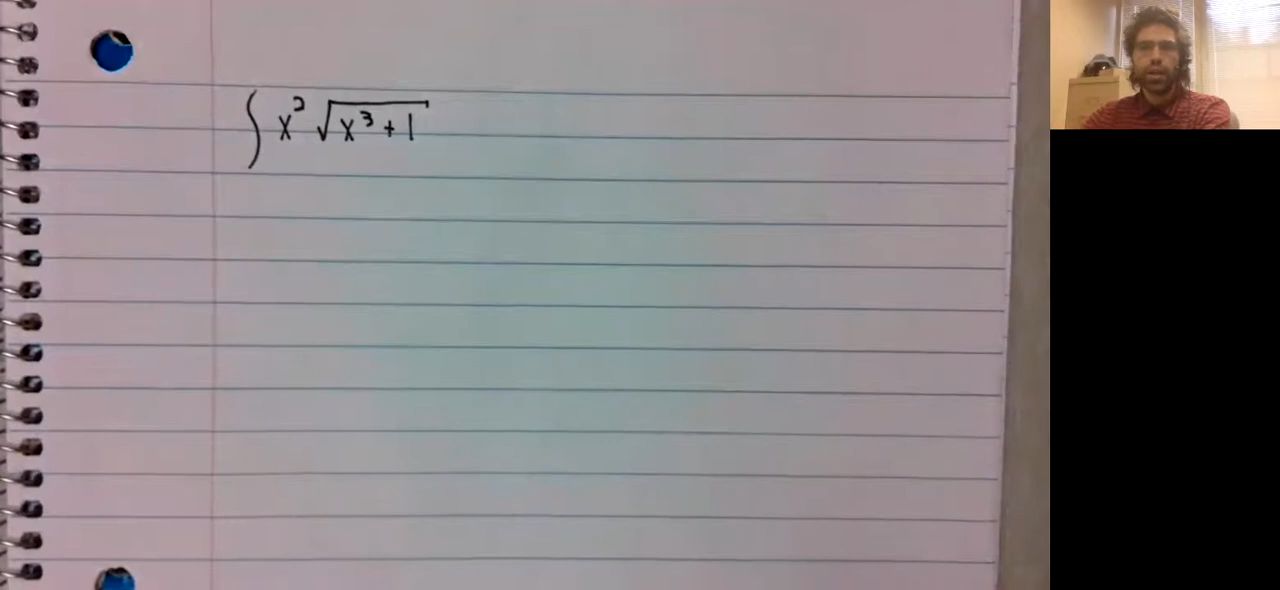 ∫ x² √(x³ + 1)